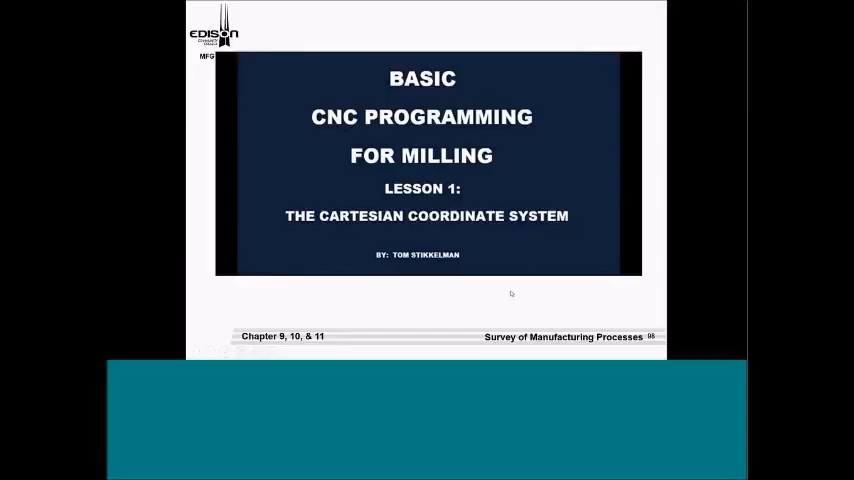 EDISON
MFG
BASIC
CNC PROGRAMMING
FOR MILLING
LESSON 1:
THE CARTESIAN COORDINATE SYSTEM
BY: TOM STIKKELMAN
Chapter 9, 10, & 11
Survey of Manufacturing Processes 98